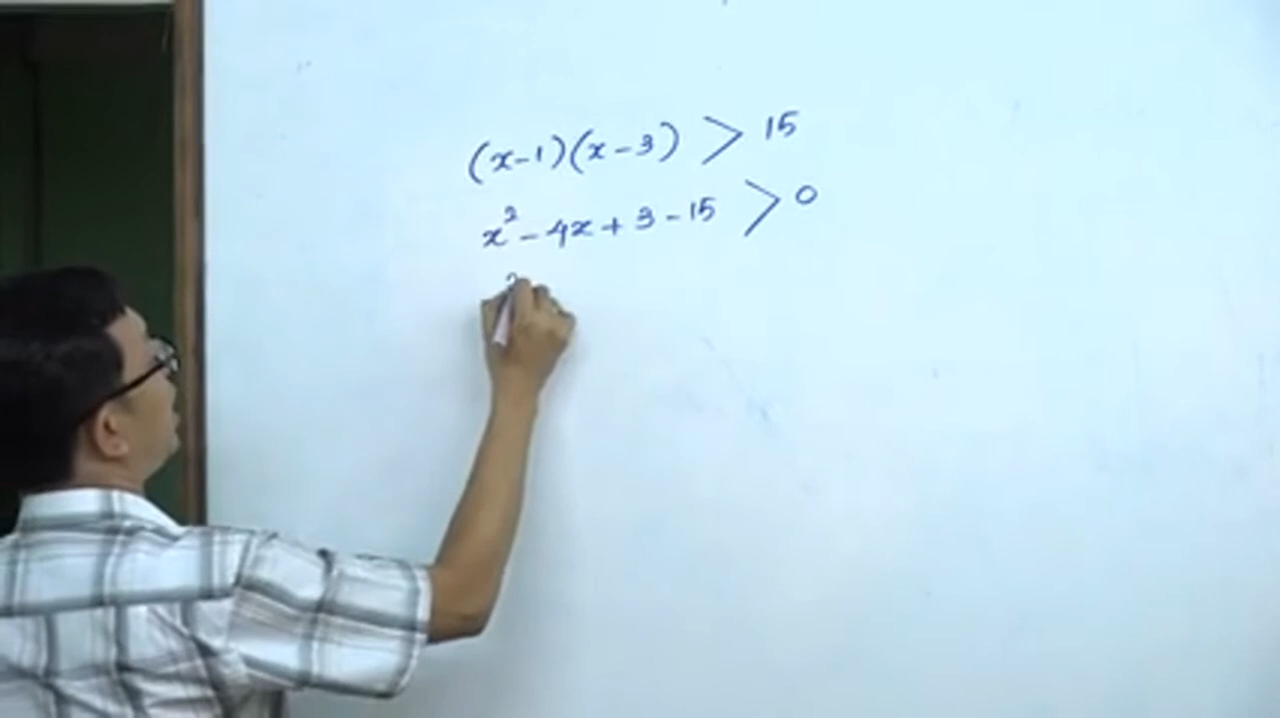 (x-1)(x-3) > 15
x² - 4x + 3 - 15 > 0